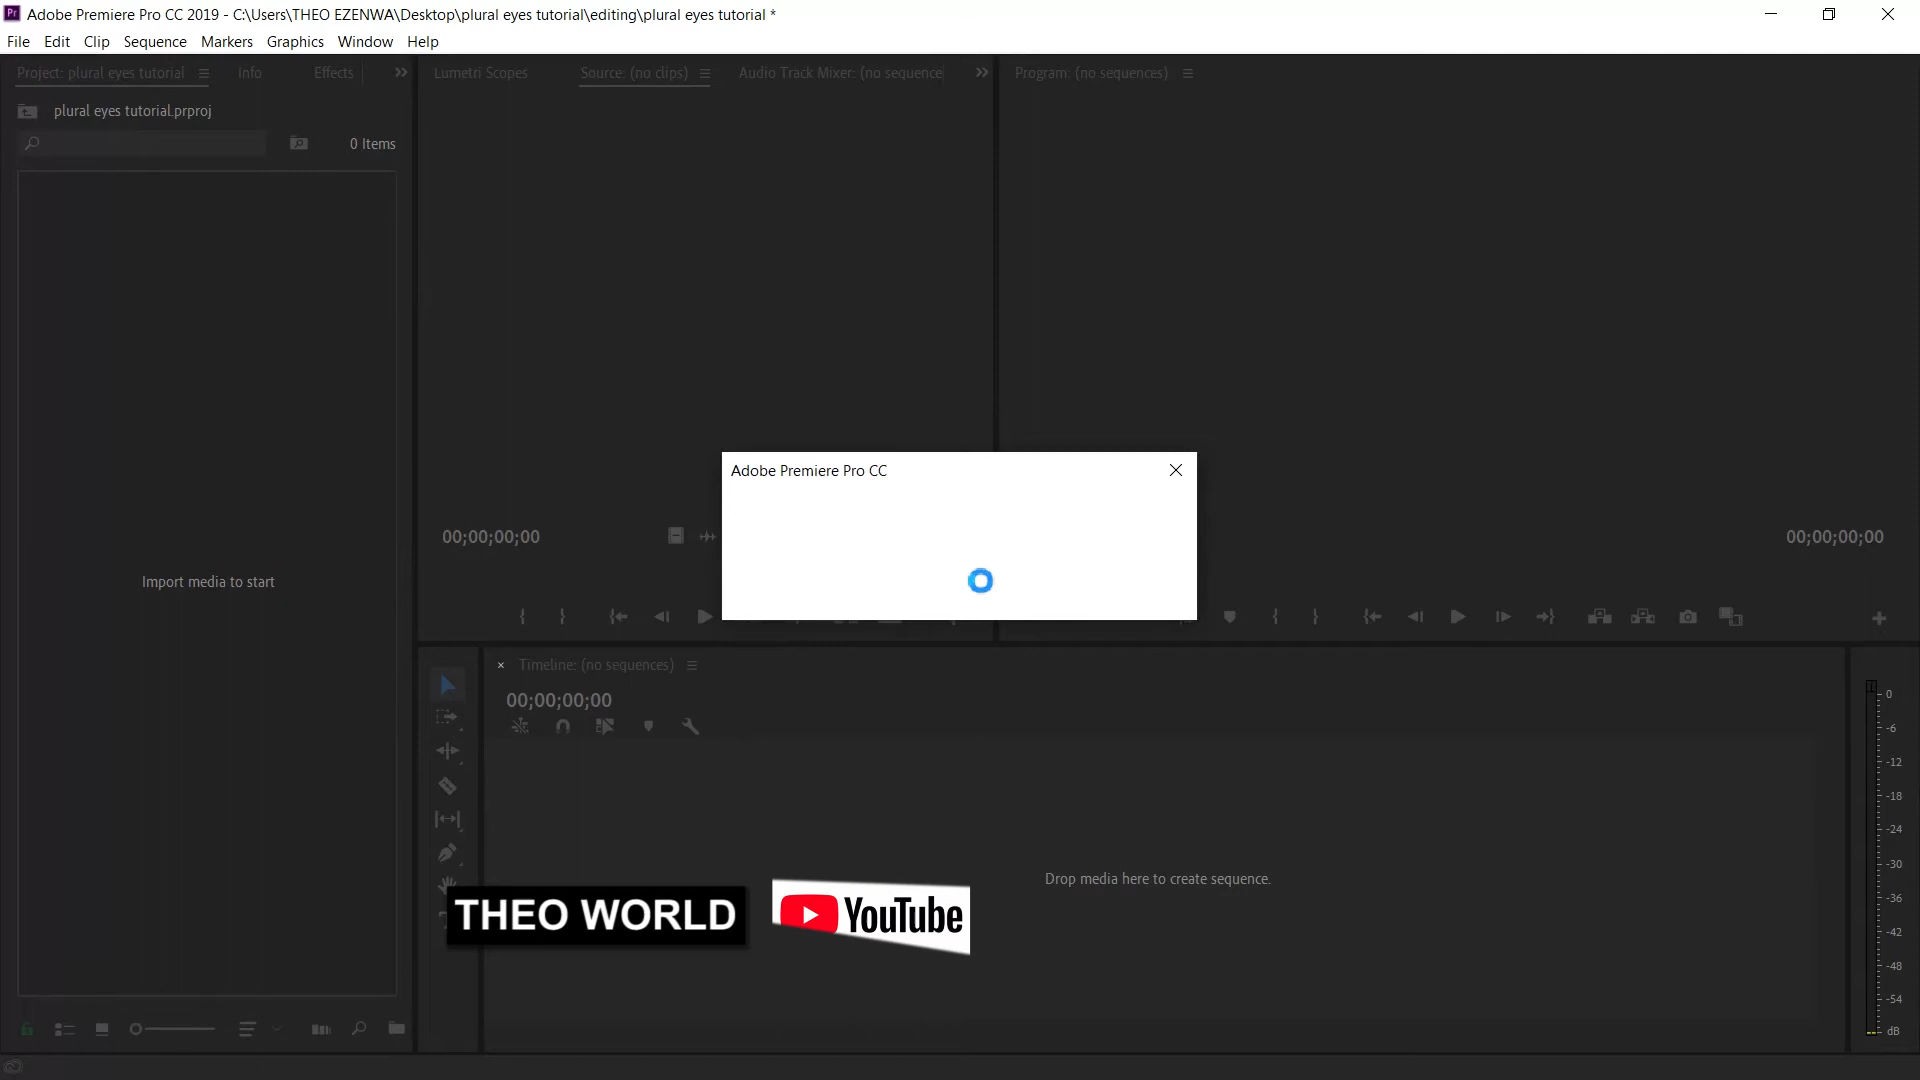 Adobe Premiere Pro CC 2019 - C:\Users\THEO EZENWA\Desktop\plural eyes tutorial\editing\plural eyes tutorial *
File Edit Clip Sequence Markers Graphics Window Help
Project: plural eyes tutorial Info Effects
Lumetri Scopes Source: (no clips) Audio Track Mixer: (no sequence
Program: (no sequences)
plural eyes tutorial.prproj
0 Items
Import media to start
Adobe Premiere Pro CC
00;00;00;00
00;00;00;00
Timeline: (no sequences)
00;00;00;00
Drop media here to create sequence.
THEO WORLD
YouTube
0
-6
-12
-18
-24
-30
-36
-42
-48
-54
dB